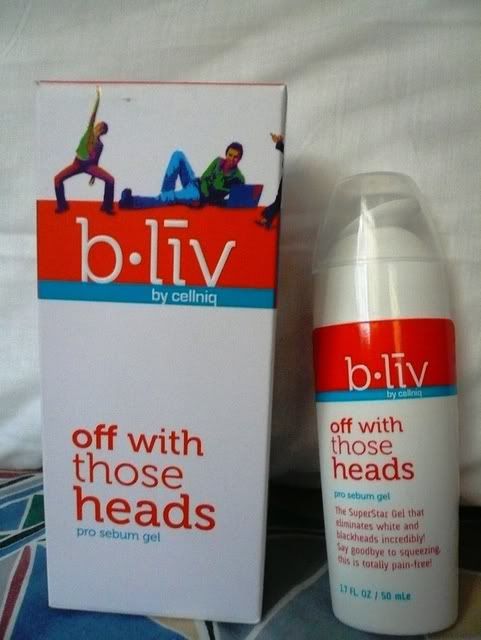 b·līv
by cellniq
off with
those
heads
pro sebum gel
b·līv
by cellniq
off with
those
heads
pro sebum gel
The SuperStar Gel that
eliminates white and
blackheads incredibly!
Say goodbye to squeezing,
this is totally pain-free!
1.7 FL OZ / 50 mLe